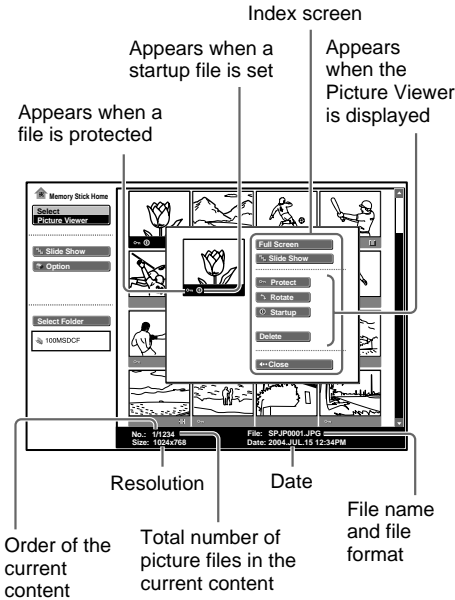 Index screen
Appears when a
startup file is set
Appears
when the
Picture Viewer
is displayed
Appears when a
file is protected
Memory Stick Home
Select
Picture Viewer
Slide Show
Option
Select Folder
100MSDCF
Full Screen
Slide Show
Protect
Rotate
Startup
Delete
Close
No.: 1/1234
Size: 1024x768
File: SPJP0001.JPG
Date: 2004.JUL.15 12:34PM
Resolution
Date
File name
and file
format
Order of the
current
content
Total number of
picture files in the
current content